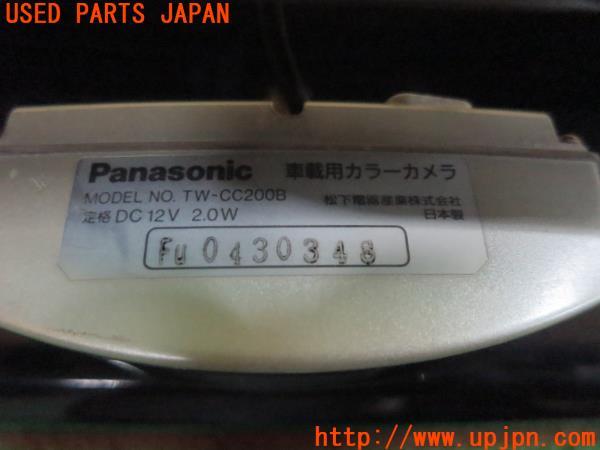 USED PARTS JAPAN
Panasonic 車載用カラーカメラ
MODEL NO. TW-CC200B 松下電器産業株式会社
定格 DC 12V 2.0W 日本製
FU 0430348
UPJ http://www.upjpn.com